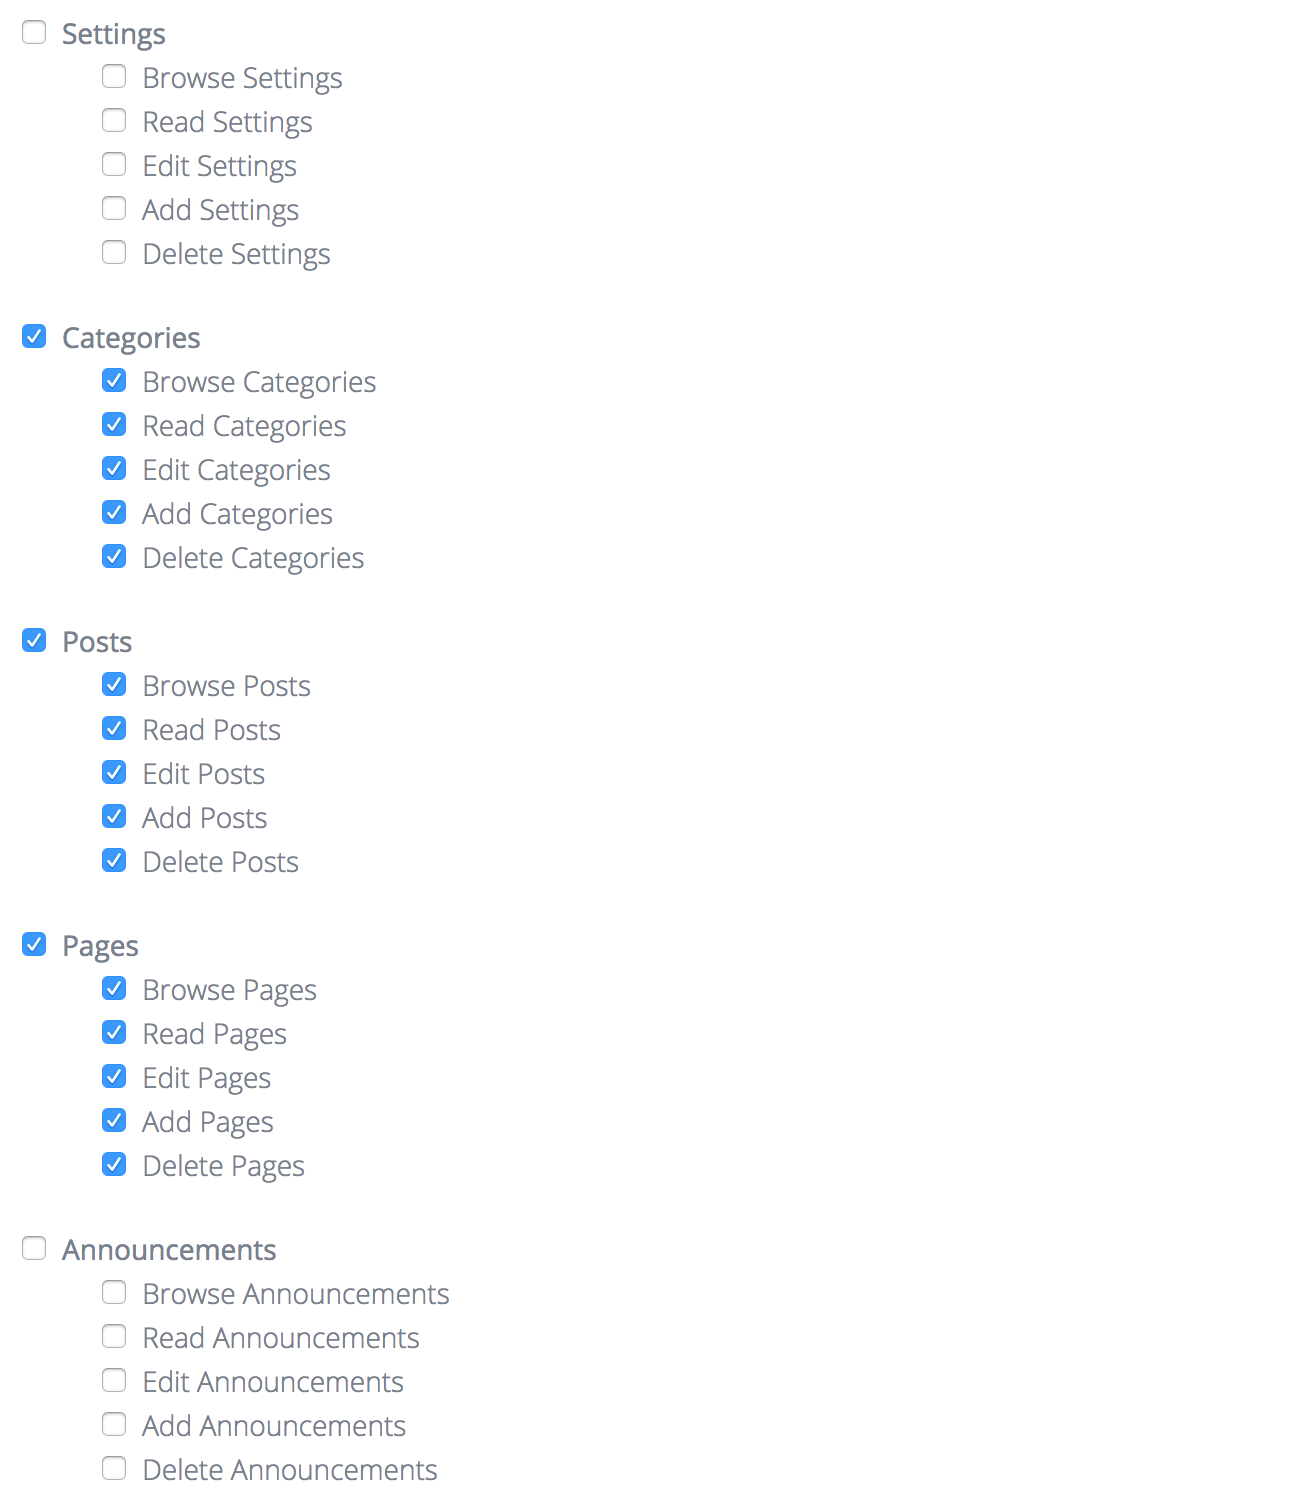 Settings
Browse Settings
Read Settings
Edit Settings
Add Settings
Delete Settings
Categories
Browse Categories
Read Categories
Edit Categories
Add Categories
Delete Categories
Posts
Browse Posts
Read Posts
Edit Posts
Add Posts
Delete Posts
Pages
Browse Pages
Read Pages
Edit Pages
Add Pages
Delete Pages
Announcements
Browse Announcements
Read Announcements
Edit Announcements
Add Announcements
Delete Announcements